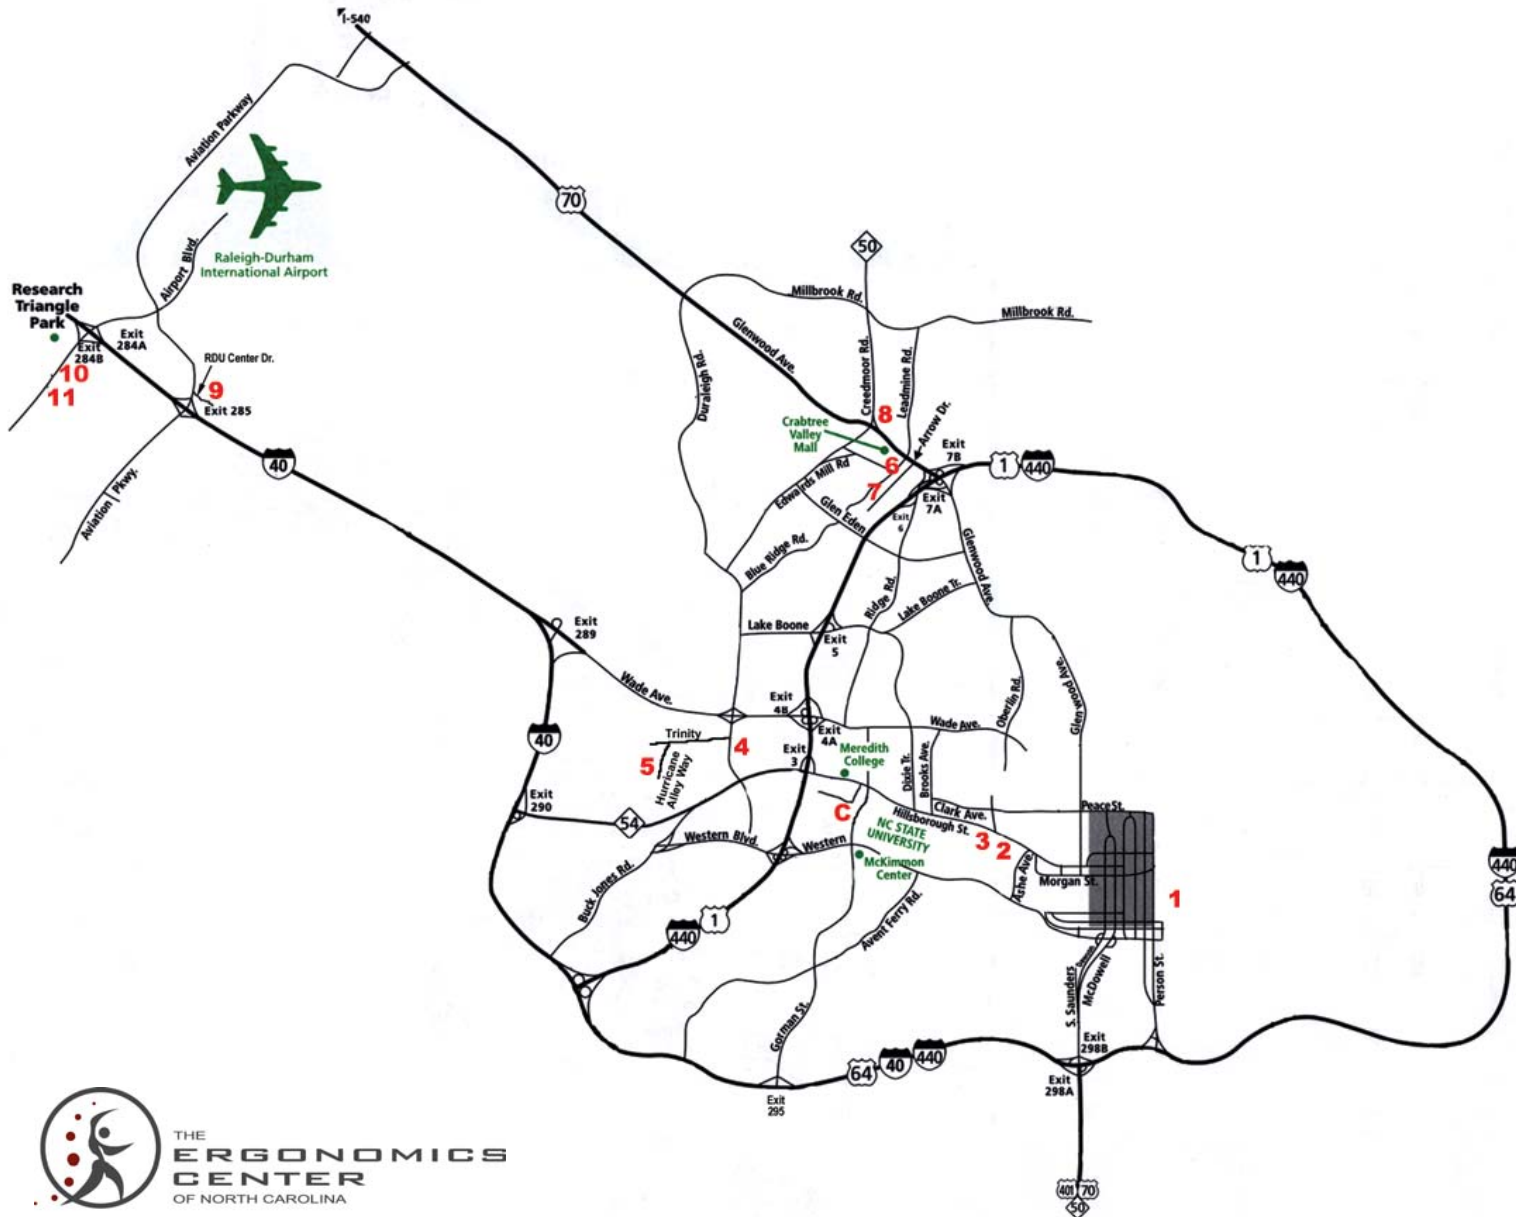 I-540
Aviation Parkway
70
Raleigh-Durham
International Airport
Airport Blvd.
50
Millbrook Rd.
Millbrook Rd.
Research
Triangle
Park
Exit
284A
Exit
284B
RDU Center Dr.
10
11
9
Exit 285
40
Aviation Pkwy.
Glenwood Ave.
Duraleigh Rd.
Creedmoor Rd.
Leadmine Rd.
8
Arrow Dr.
Crabtree
Valley
Mall
Exit
7B
1
440
6
7
Edwards Mill Rd
Exit
7A
Exit
6
Glen Eden
Blue Ridge Rd.
Glenwood Ave.
1
440
Ridge Rd.
Lake Boone Tr.
Lake Boone
Exit
5
Exit
289
Wade Ave.
Exit
4B
Exit
4A
Wade Ave.
Oberlin Rd.
Glenwood Ave.
40
Trinity
4
5
Hurricane
Alley Way
Exit
3
Meredith
College
Dixie Tr.
Brooks Ave.
Exit
290
54
C
Clark Ave.
Hillsborough St.
Peace St.
NC STATE
UNIVERSITY
3
2
Western Blvd.
Western
McKimmon
Center
Ashe Ave.
Morgan St.
1
440
64
Buck Jones Rd.
440
1
Avent Ferry Rd.
S. Saunders
McDowell
Person St.
Gorman St.
Exit
298B
64
40
440
Exit
298A
Exit
295
401
70
50
THE
ERGONOMICS
CENTER
OF NORTH CAROLINA